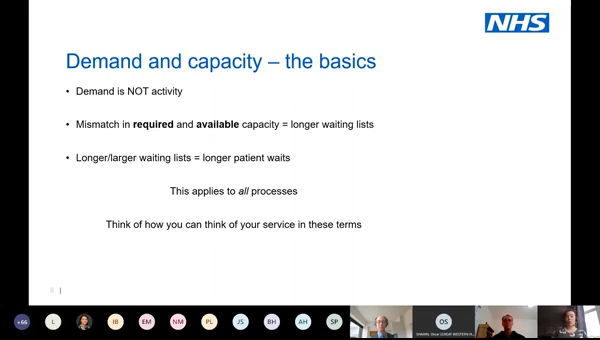 NHS
Demand and capacity – the basics
• Demand is NOT activity
• Mismatch in required and available capacity = longer waiting lists
• Longer/larger waiting lists = longer patient waits
This applies to all processes
Think of how you can think of your service in these terms
+66
L
IB
EM
NM
PL
JS
BH
AH
SP
OS